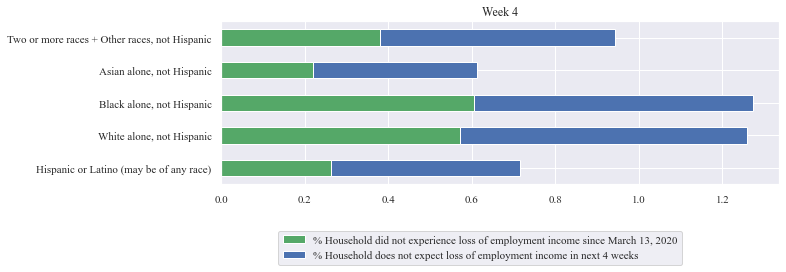 Week 4
Two or more races + Other races, not Hispanic
Asian alone, not Hispanic
Black alone, not Hispanic
White alone, not Hispanic
Hispanic or Latino (may be of any race)
0.0 0.2 0.4 0.6 0.8 1.0 1.2
% Household did not experience loss of employment income since March 13, 2020
% Household does not expect loss of employment income in next 4 weeks